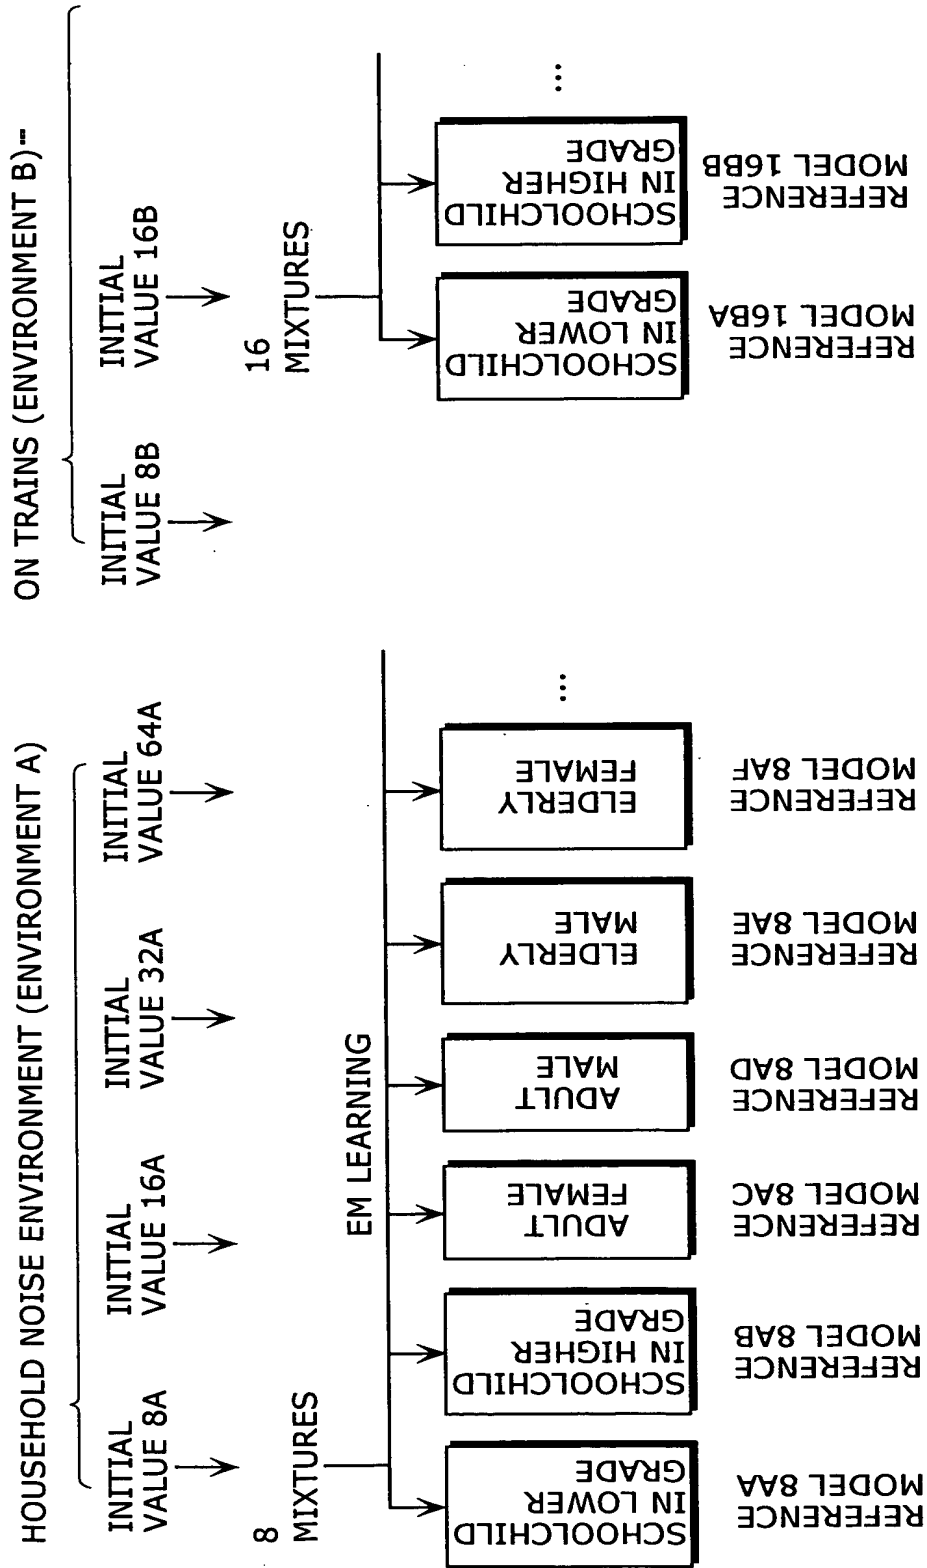 HOUSEHOLD NOISE ENVIRONMENT (ENVIRONMENT A)
INITIAL
VALUE 8A
INITIAL
VALUE 16A
INITIAL
VALUE 32A
INITIAL
VALUE 64A
8
MIXTURES
EM LEARNING
SCHOOLCHILD
IN LOWER
GRADE
SCHOOLCHILD
IN HIGHER
GRADE
ADULT
FEMALE
ADULT
MALE
ELDERLY
MALE
ELDERLY
FEMALE
...
REFERENCE
MODEL 8AA
REFERENCE
MODEL 8AB
REFERENCE
MODEL 8AC
REFERENCE
MODEL 8AD
REFERENCE
MODEL 8AE
REFERENCE
MODEL 8AF
ON TRAINS (ENVIRONMENT B)...
INITIAL
VALUE 8B
INITIAL
VALUE 16B
16
MIXTURES
SCHOOLCHILD
IN LOWER
GRADE
SCHOOLCHILD
IN HIGHER
GRADE
...
REFERENCE
MODEL 16BA
REFERENCE
MODEL 16BB